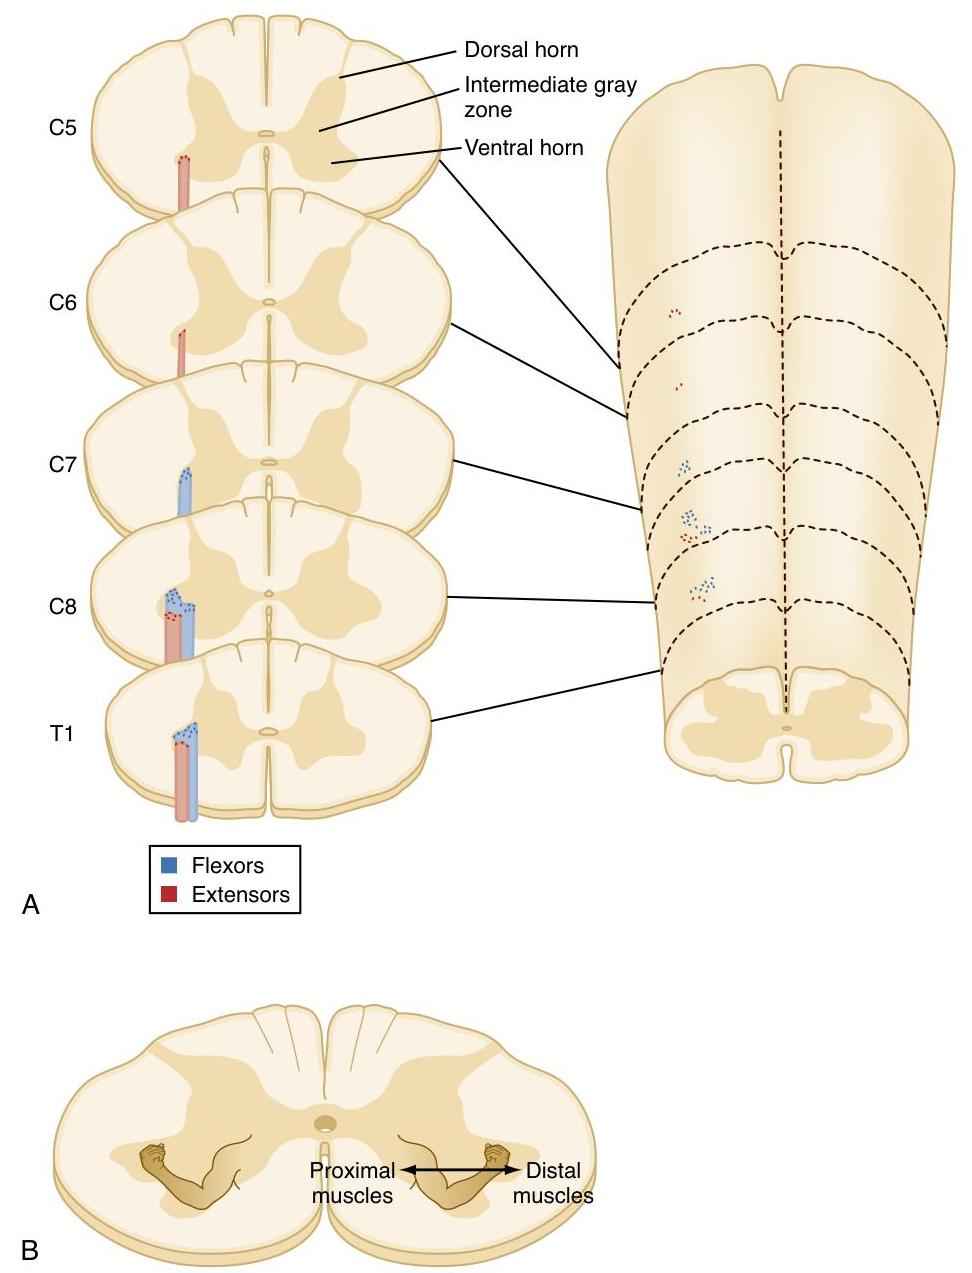 Dorsal horn
Intermediate gray
zone
C5
Ventral horn
C6
C7
C8
T1
Flexors
Extensors
A
Proximal
muscles
Distal
muscles
B